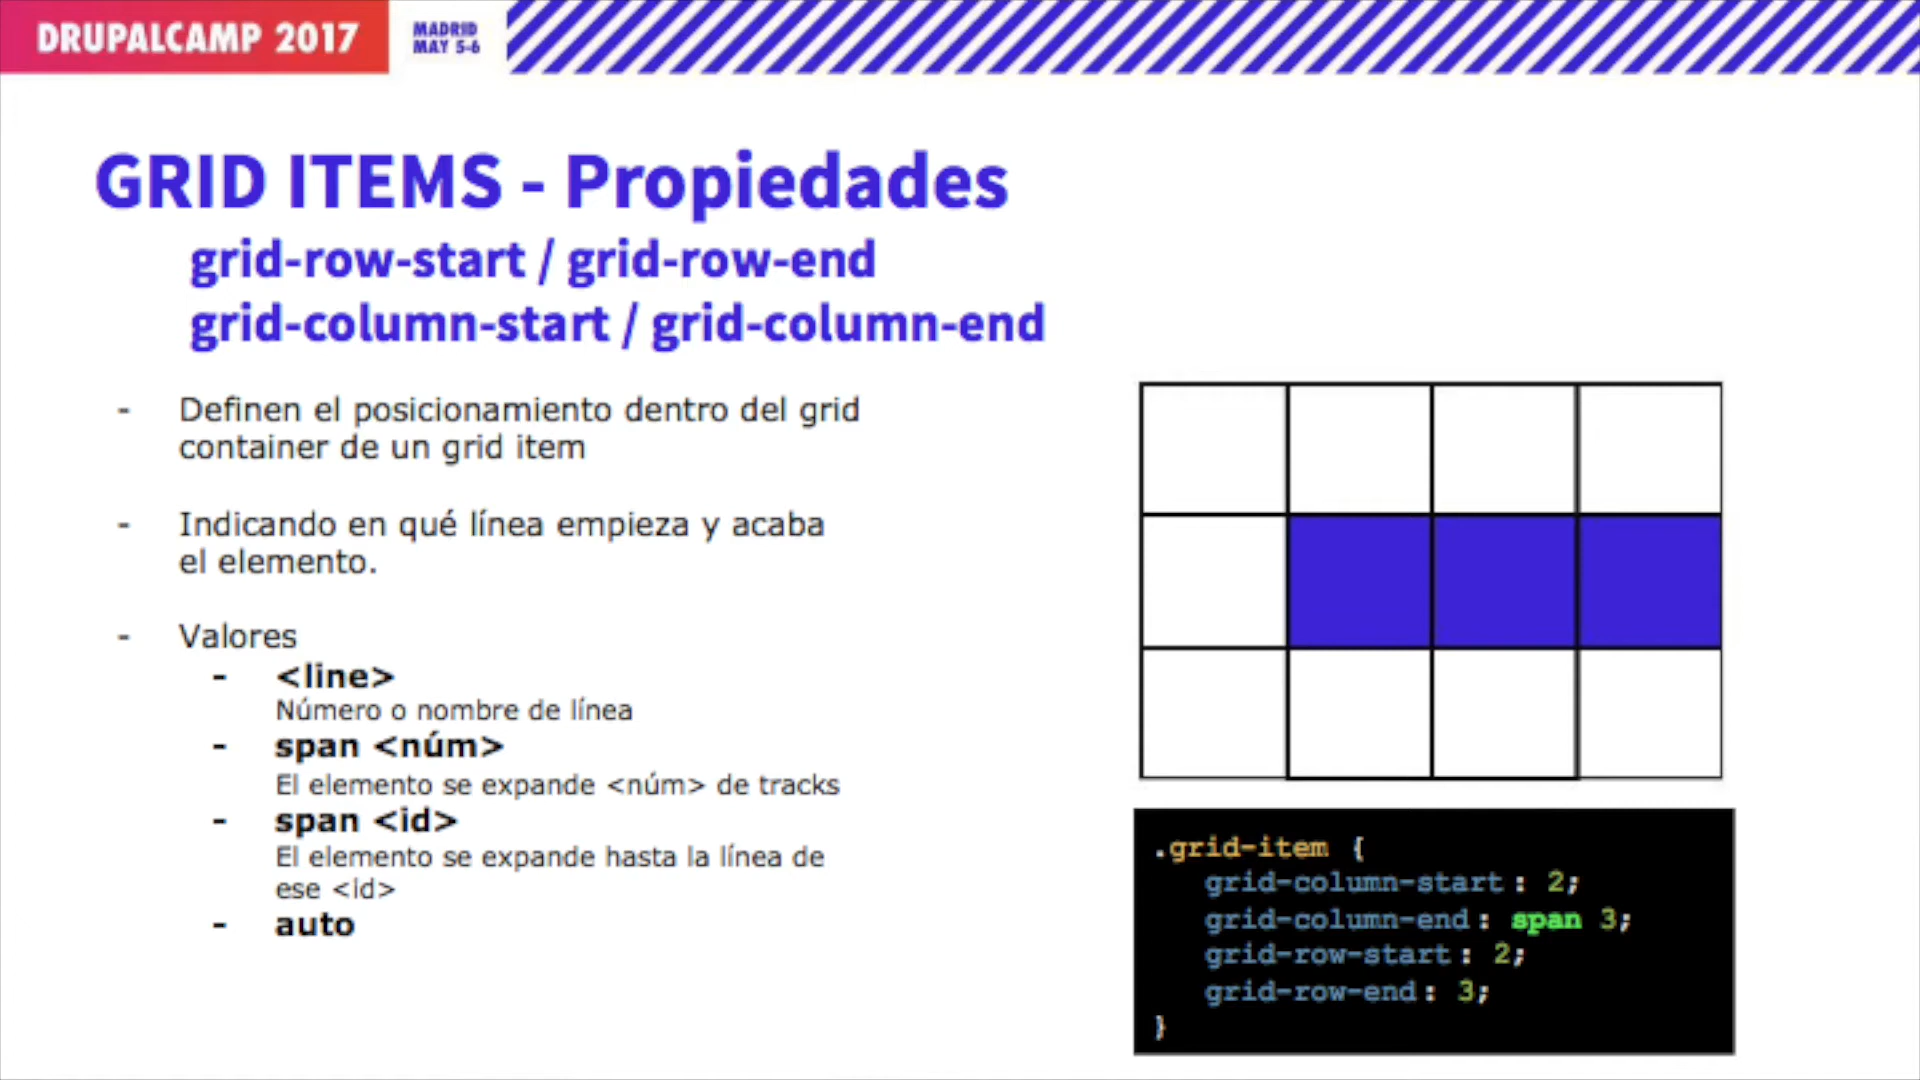 DRUPALCAMP 2017
MADRID
MAY 5-6
GRID ITEMS - Propiedades
grid-row-start / grid-row-end
grid-column-start / grid-column-end
- Definen el posicionamiento dentro del grid
container de un grid item
- Indicando en qué línea empieza y acaba
el elemento.
- Valores
- <line>
Número o nombre de línea
- span <núm>
El elemento se expande <núm> de tracks
- span <id>
El elemento se expande hasta la línea de
ese <id>
- auto
.grid-item {
grid-column-start: 2;
grid-column-end: span 3;
grid-row-start: 2;
grid-row-end: 3;
}